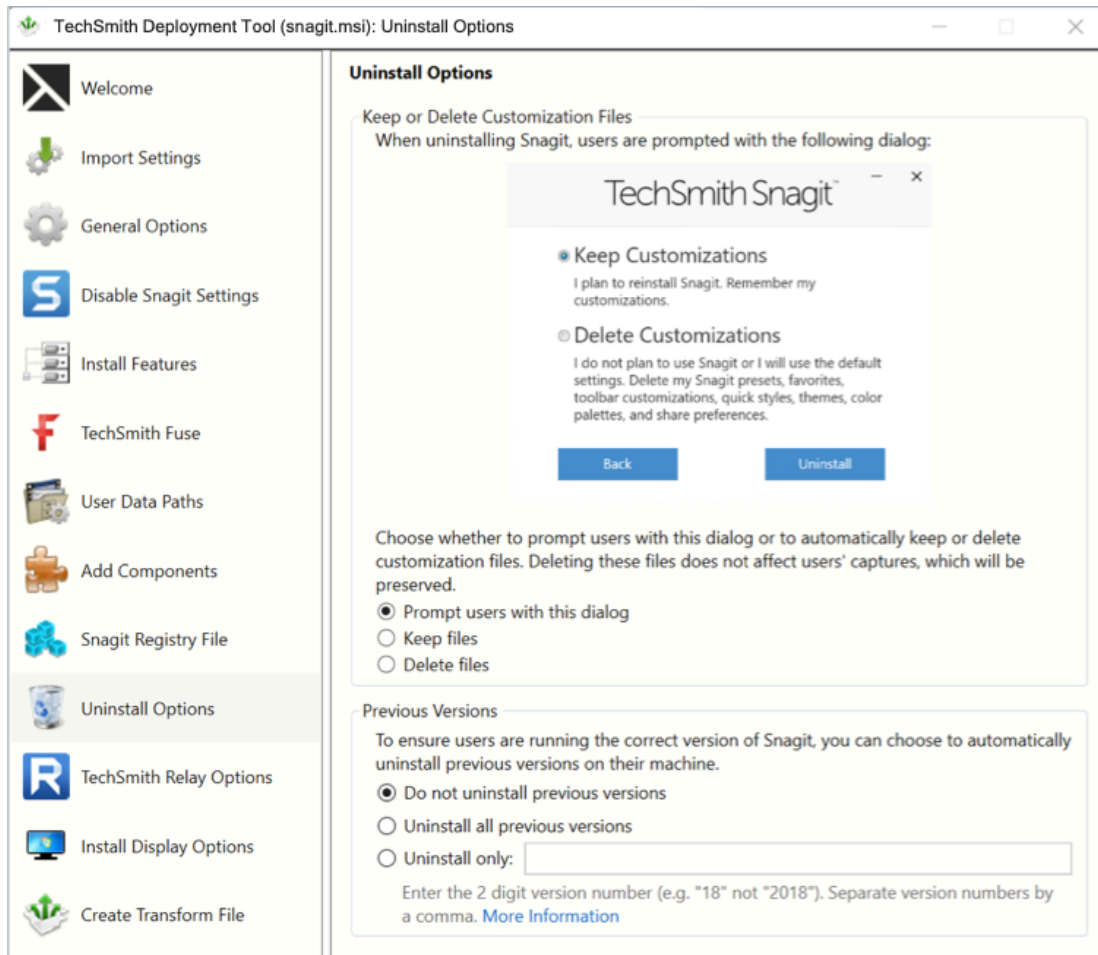 TechSmith Deployment Tool (snagit.msi): Uninstall Options
Welcome
Import Settings
General Options
Disable Snagit Settings
Install Features
TechSmith Fuse
User Data Paths
Add Components
Snagit Registry File
Uninstall Options
TechSmith Relay Options
Install Display Options
Create Transform File
Uninstall Options
Keep or Delete Customization Files
When uninstalling Snagit, users are prompted with the following dialog:
TechSmith Snagit™
Keep Customizations
I plan to reinstall Snagit. Remember my
customizations.
Delete Customizations
I do not plan to use Snagit or I will use the default
settings. Delete my Snagit presets, favorites,
toolbar customizations, quick styles, themes, color
palettes, and share preferences.
Back
Uninstall
Choose whether to prompt users with this dialog or to automatically keep or delete
customization files. Deleting these files does not affect users' captures, which will be
preserved.
Prompt users with this dialog
Keep files
Delete files
Previous Versions
To ensure users are running the correct version of Snagit, you can choose to automatically
uninstall previous versions on their machine.
Do not uninstall previous versions
Uninstall all previous versions
Uninstall only:
Enter the 2 digit version number (e.g. "18" not "2018"). Separate version numbers by
a comma. More Information